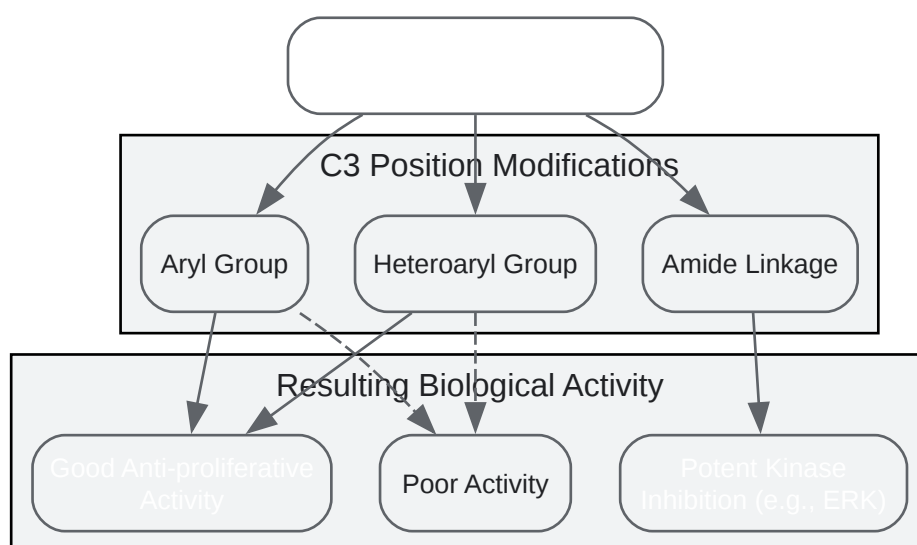 C3 Position Modifications
Aryl Group
Heteroaryl Group
Amide Linkage
Resulting Biological Activity
Good Anti-proliferative
Activity
Poor Activity
Potent Kinase
Inhibition (e.g., ERK)